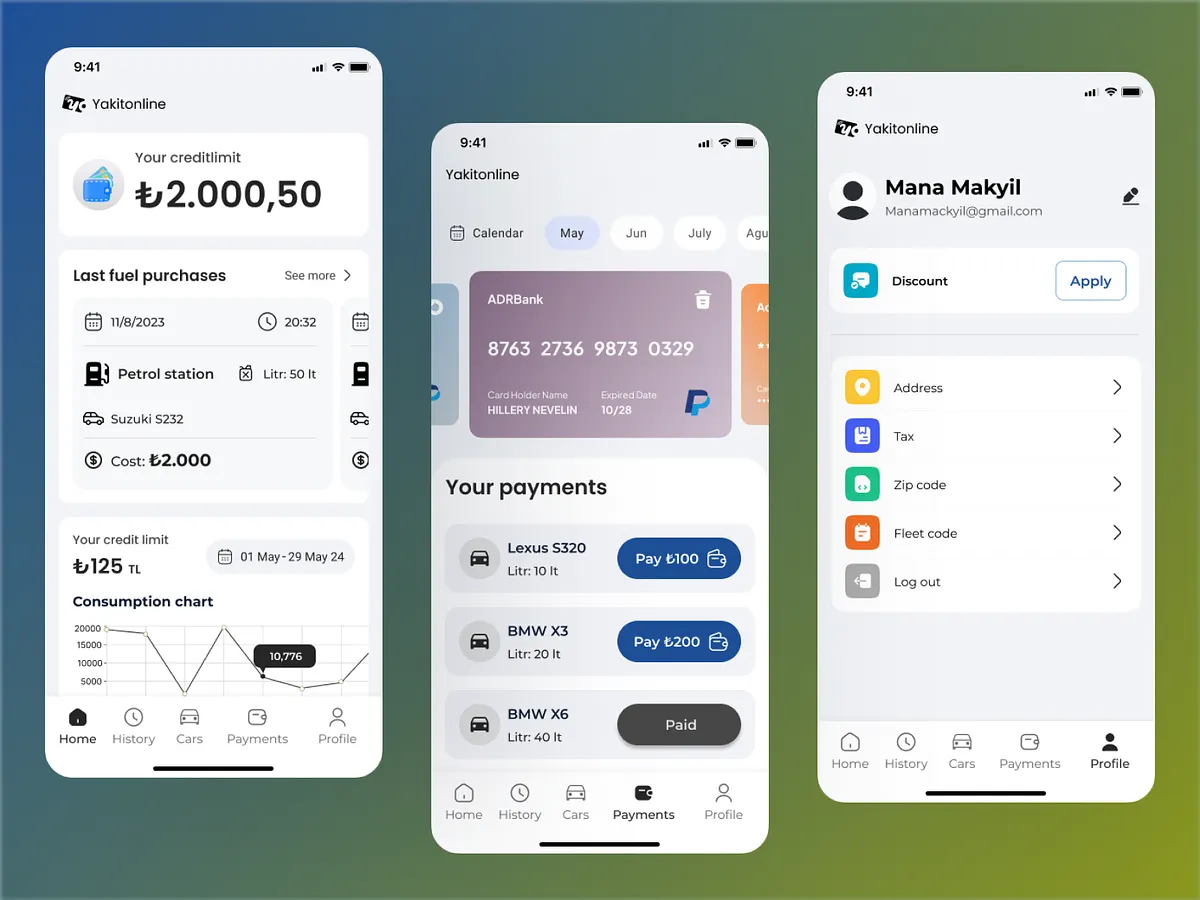 9:41
Yakitonline
Your creditlimit
₺2.000,50
Last fuel purchases
See more
11/8/2023
20:32
Petrol station
Litr: 50 lt
Suzuki S232
Cost: ₺2.000
Your credit limit
₺125 TL
01 May - 29 May 24
Consumption chart
20000
15000
10000
5000
10,776
Home
History
Cars
Payments
Profile
9:41
Yakitonline
Calendar
May
Jun
July
Agu
ADRBank
8763 2736 9873 0329
Card Holder Name
Expired Date
HILLERY NEVELIN
10/28
Your payments
Lexus S320
Litr: 10 lt
Pay ₺100
BMW X3
Litr: 20 lt
Pay ₺200
BMW X6
Litr: 40 lt
Paid
Home
History
Cars
Payments
Profile
9:41
Yakitonline
Mana Makyil
Manamackyil@gmail.com
Discount
Apply
Address
Tax
Zip code
Fleet code
Log out
Home
History
Cars
Payments
Profile